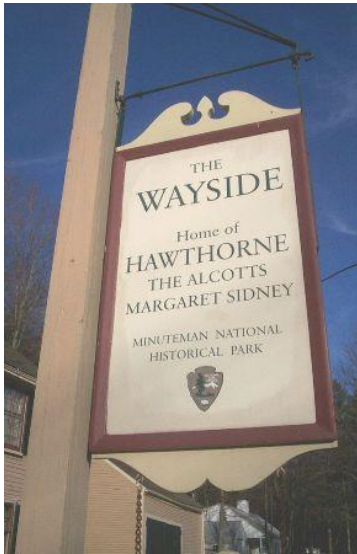 THE
WAYSIDE
Home of
HAWTHORNE
THE ALCOTTS
MARGARET SIDNEY
MINUTEMAN NATIONAL
HISTORICAL PARK